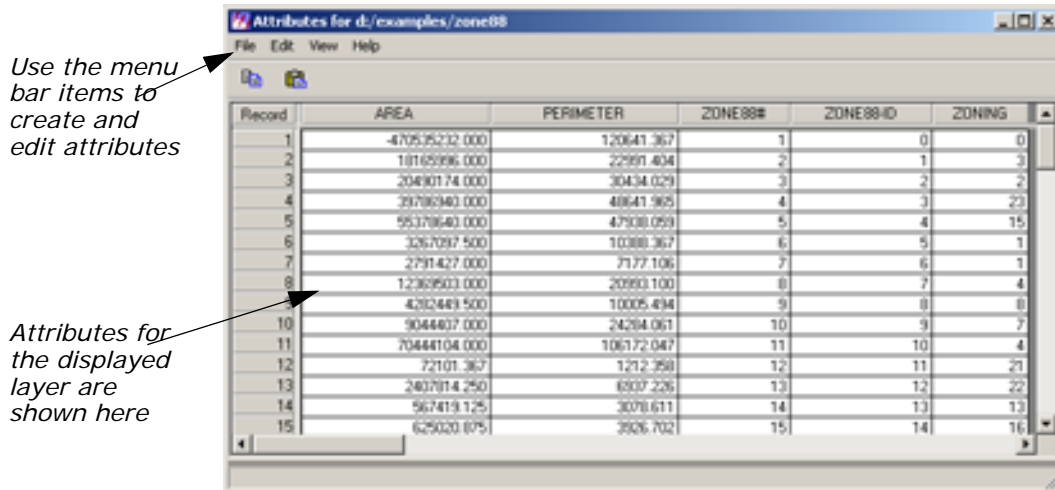 Attributes for d:/examples/zone88
File Edit View Help
Use the menu
bar items to
create and
edit attributes
Record AREA PERIMETER ZONE88# ZONE88-ID ZONING
1 -470535232.000 120641.367 1 0 0
2 18165996.000 22991.404 2 1 3
3 20490174.000 30434.029 3 2 2
4 39786940.000 48641.965 4 3 23
5 55378640.000 47938.059 5 4 15
6 3267097.500 10388.367 6 5 1
7 2791427.000 7177.106 7 6 1
8 12369503.000 20993.100 8 7 4
9 4282449.500 10005.494 9 8 8
10 9044407.000 24284.061 10 9 7
11 70444104.000 106172.047 11 10 4
12 72101.367 1212.358 12 11 21
13 2407814.250 6937.226 13 12 22
14 567419.125 3078.611 14 13 13
15 625020.875 3926.702 15 14 16
Attributes for
the displayed
layer are
shown here